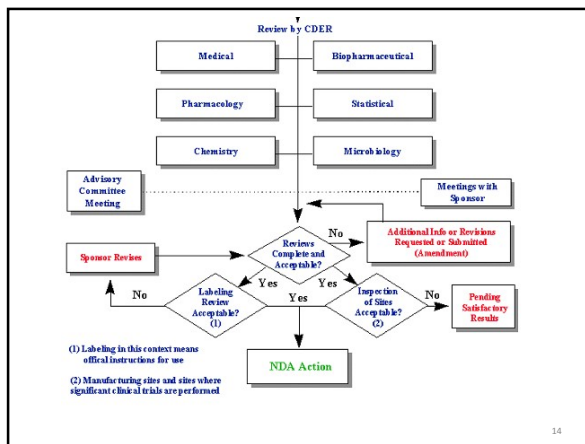 Review by CDER
Medical
Biopharmaceutical
Pharmacology
Statistical
Chemistry
Microbiology
Advisory
Committee
Meeting
Meetings with
Sponsor
No
Additional Info or Revisions
Requested or Submitted
(Amendment)
Reviews
Complete and
Acceptable?
Sponsor Revises
Yes
Yes
No
Labeling
Review
Acceptable?
(1)
Yes
Inspection
of Sites
Acceptable?
(2)
No
Pending
Satisfactory
Results
NDA Action
(1) Labeling in this context means
offical instructions for use
(2) Manufacturing sites and sites where
significant clinical trials are performed
14